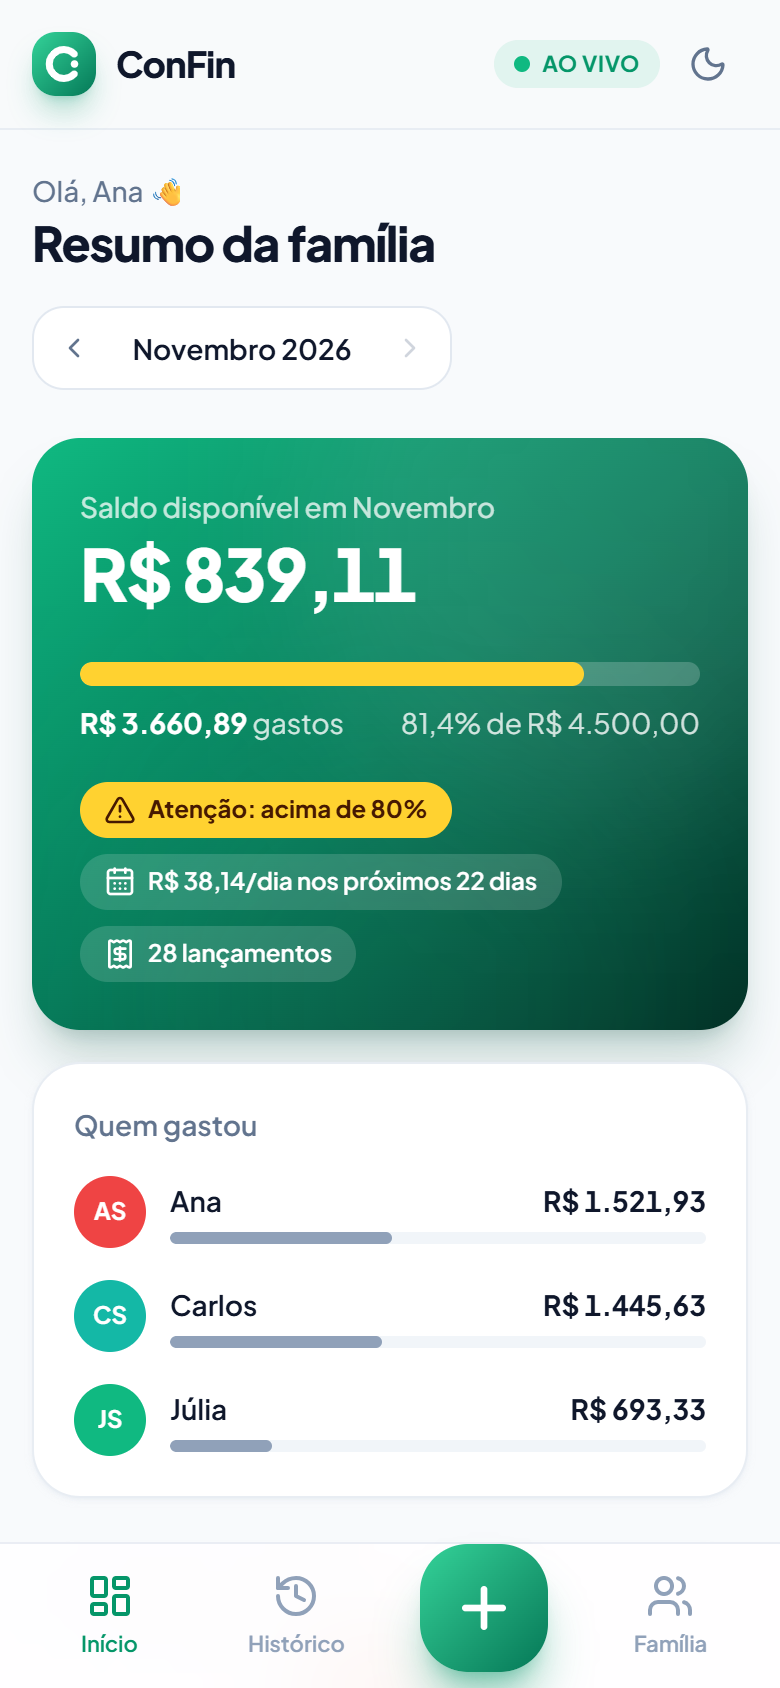 ConFin
AO VIVO
Olá, Ana 👋
Resumo da família
Novembro 2026
Saldo disponível em Novembro
R$ 839,11
R$ 3.660,89 gastos
81,4% de R$ 4.500,00
Atenção: acima de 80%
R$ 38,14/dia nos próximos 22 dias
28 lançamentos
Quem gastou
AS
Ana
R$ 1.521,93
CS
Carlos
R$ 1.445,63
JS
Júlia
R$ 693,33
Início
Histórico
Família